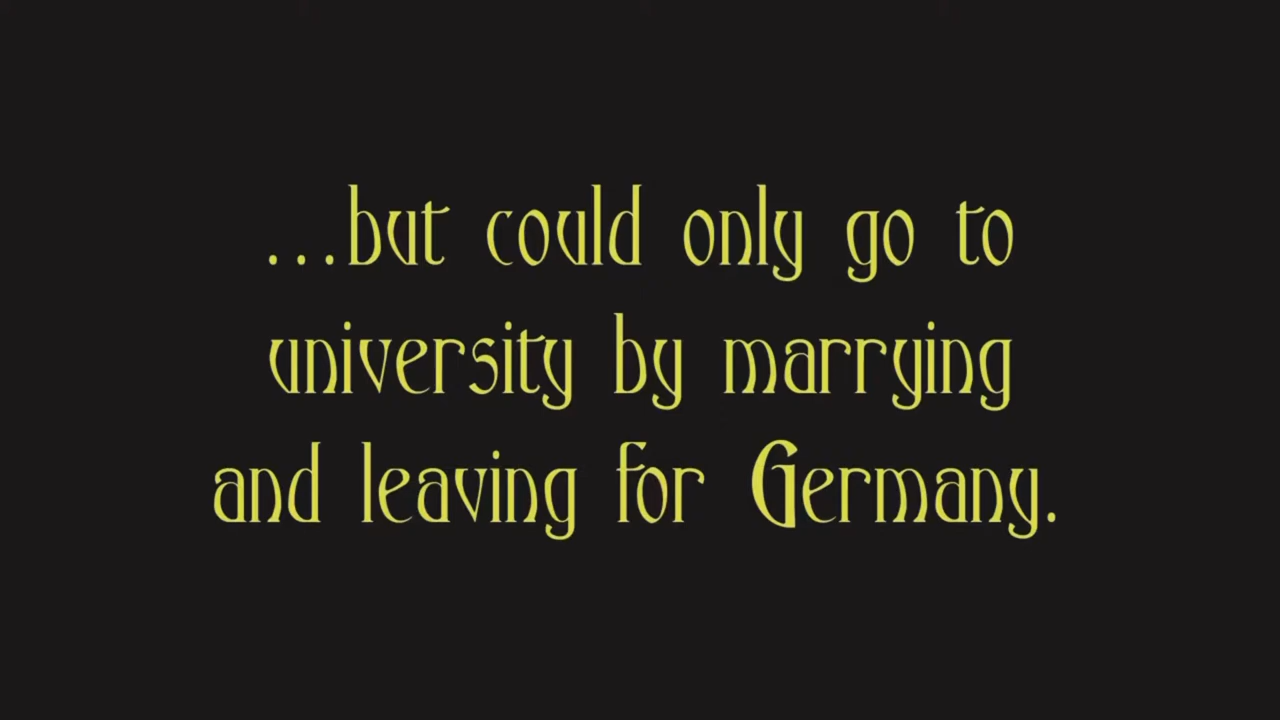 ...but could only go to
university by marrying
and leaving for Germany.